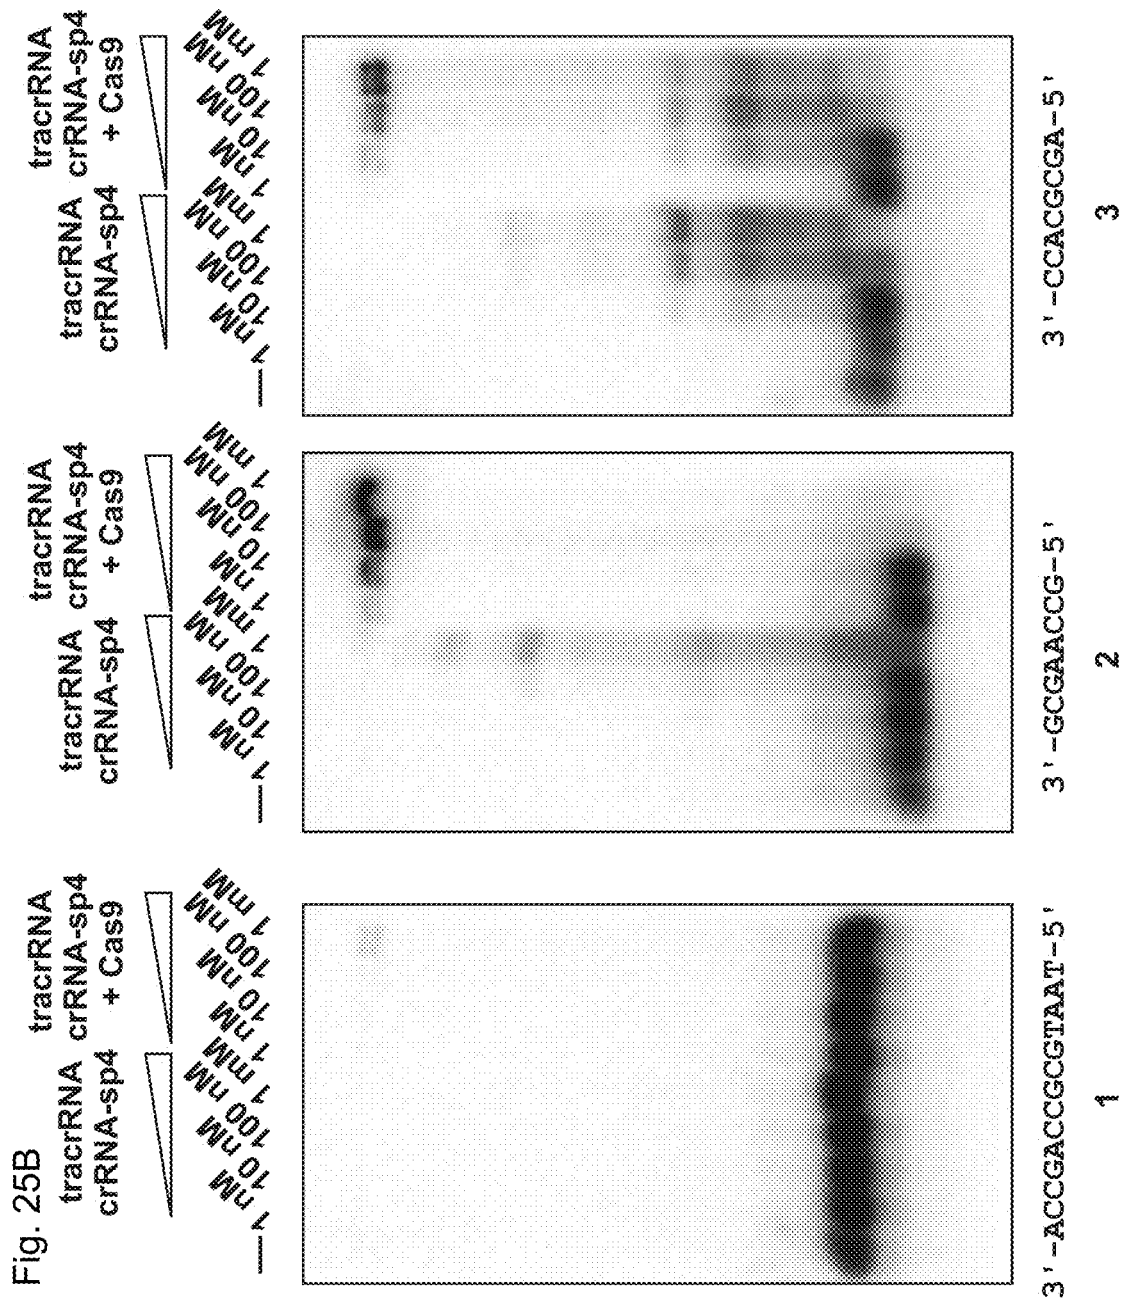 Fig. 25B
tracrRNA
crRNA-sp4
tracrRNA
crRNA-sp4
+ Cas9
— 1 nM 10 nM 100 nM 1 mM 1 nM 10 nM 100 nM 1 mM
3'-ACCGACCGCGTAAT-5'
1
tracrRNA
crRNA-sp4
tracrRNA
crRNA-sp4
+ Cas9
— 1 nM 10 nM 100 nM 1 mM 1 nM 10 nM 100 nM 1 mM
3'-GCGAACCG-5'
2
tracrRNA
crRNA-sp4
tracrRNA
crRNA-sp4
+ Cas9
— 1 nM 10 nM 100 nM 1 mM 1 nM 10 nM 100 nM 1 mM
3'-CCACGCGA-5'
3